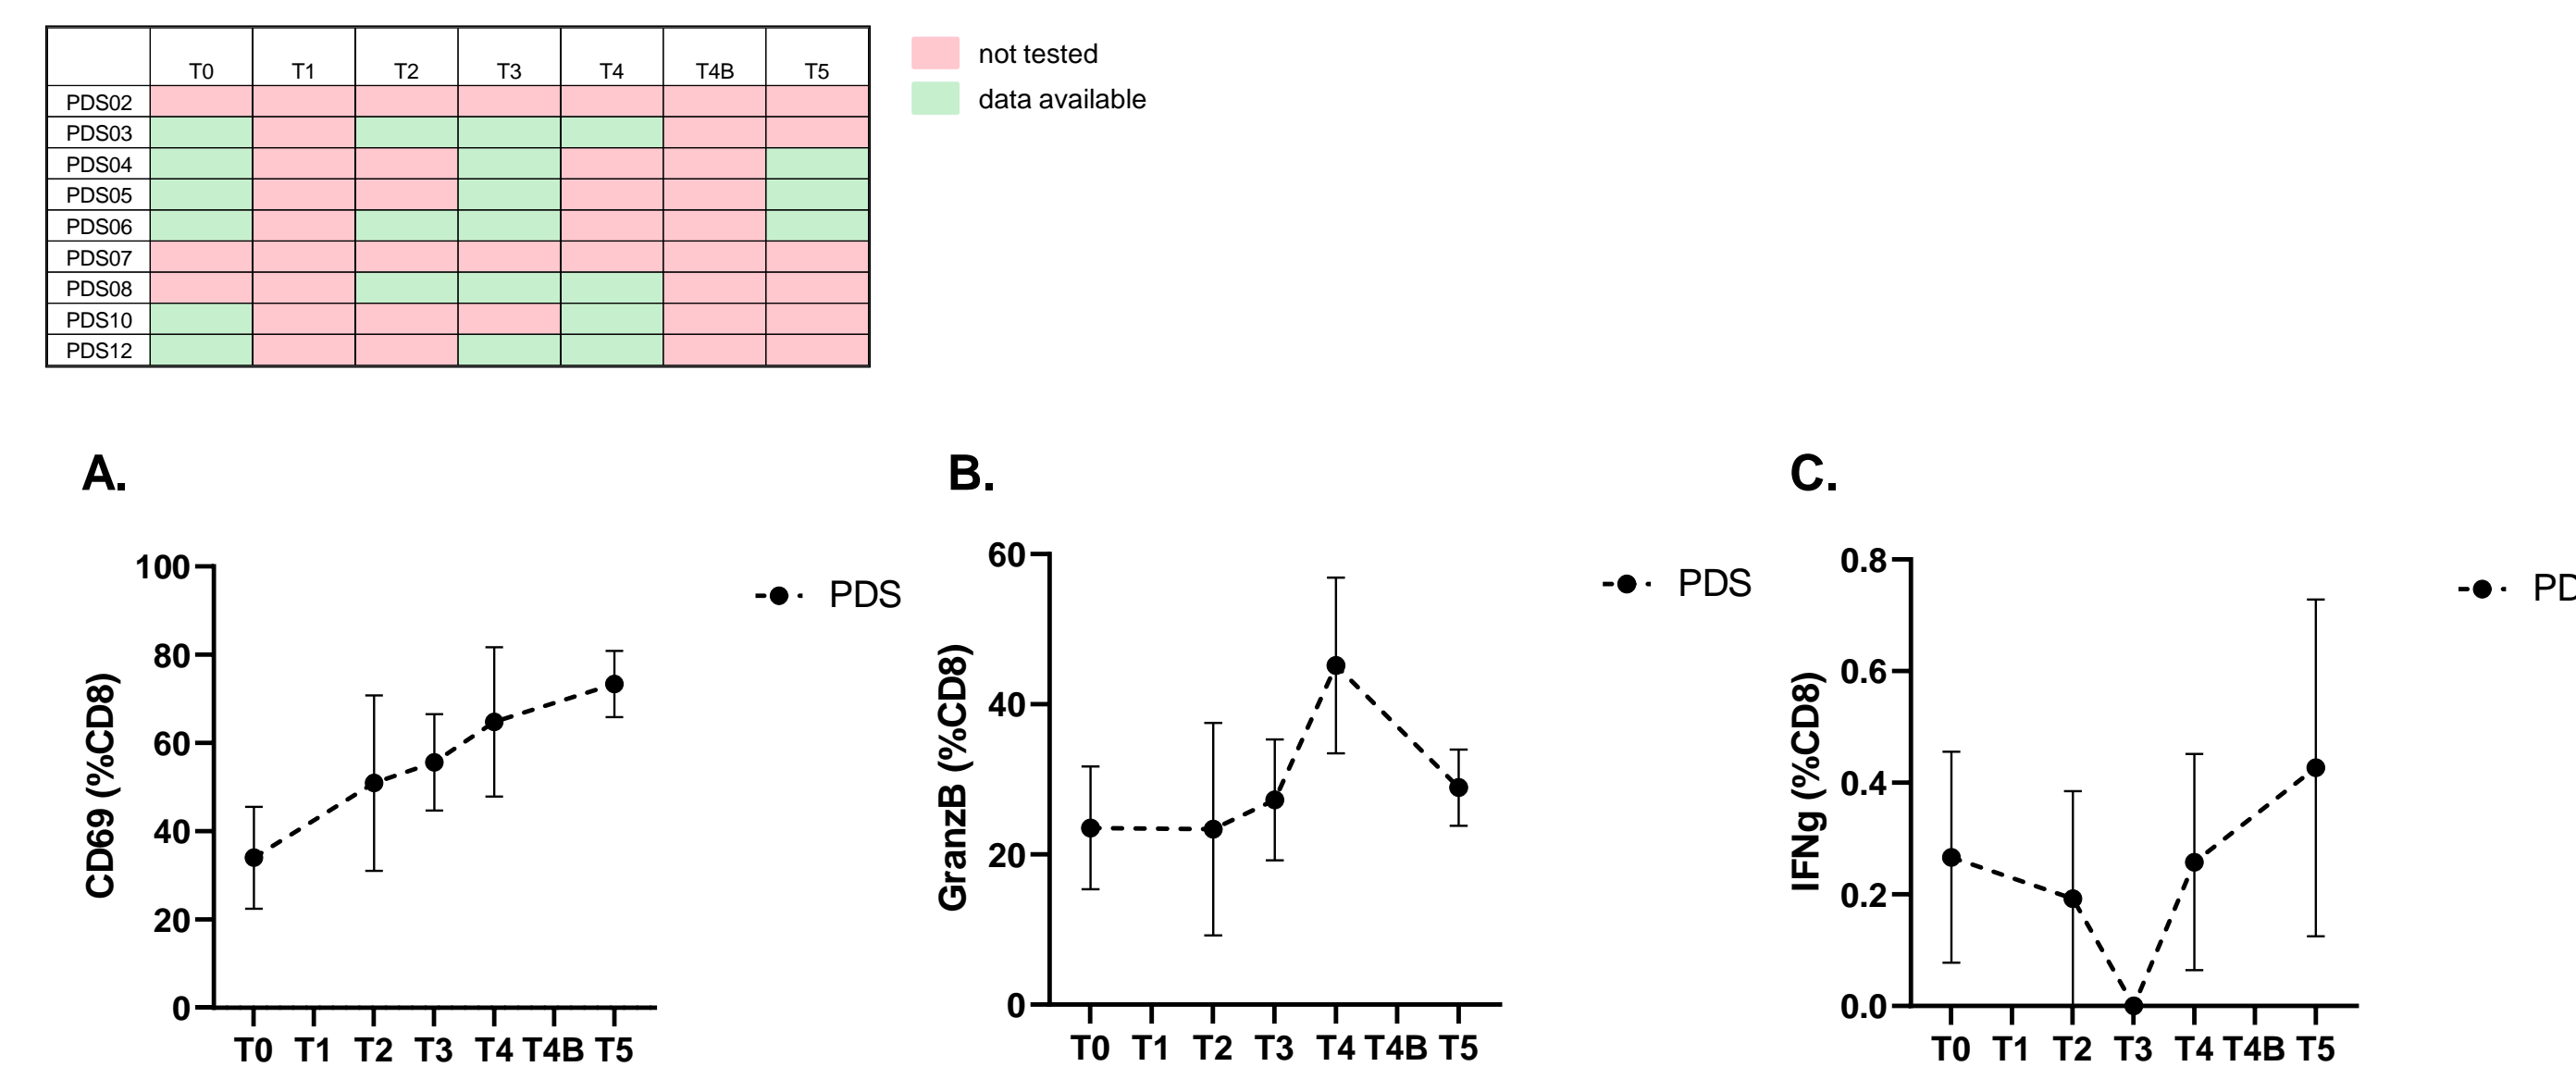 T0 T1 T2 T3 T4 T4B T5
PDS02
PDS03
PDS04
PDS05
PDS06
PDS07
PDS08
PDS10
PDS12
not tested
data available
A.
CD69 (%CD8)
100
80
60
40
20
0
T0 T1 T2 T3 T4 T4B T5
PDS
B.
GranzB (%CD8)
60
40
20
0
T0 T1 T2 T3 T4 T4B T5
PDS
C.
IFNg (%CD8)
0.8
0.6
0.4
0.2
0.0
T0 T1 T2 T3 T4 T4B T5
PD